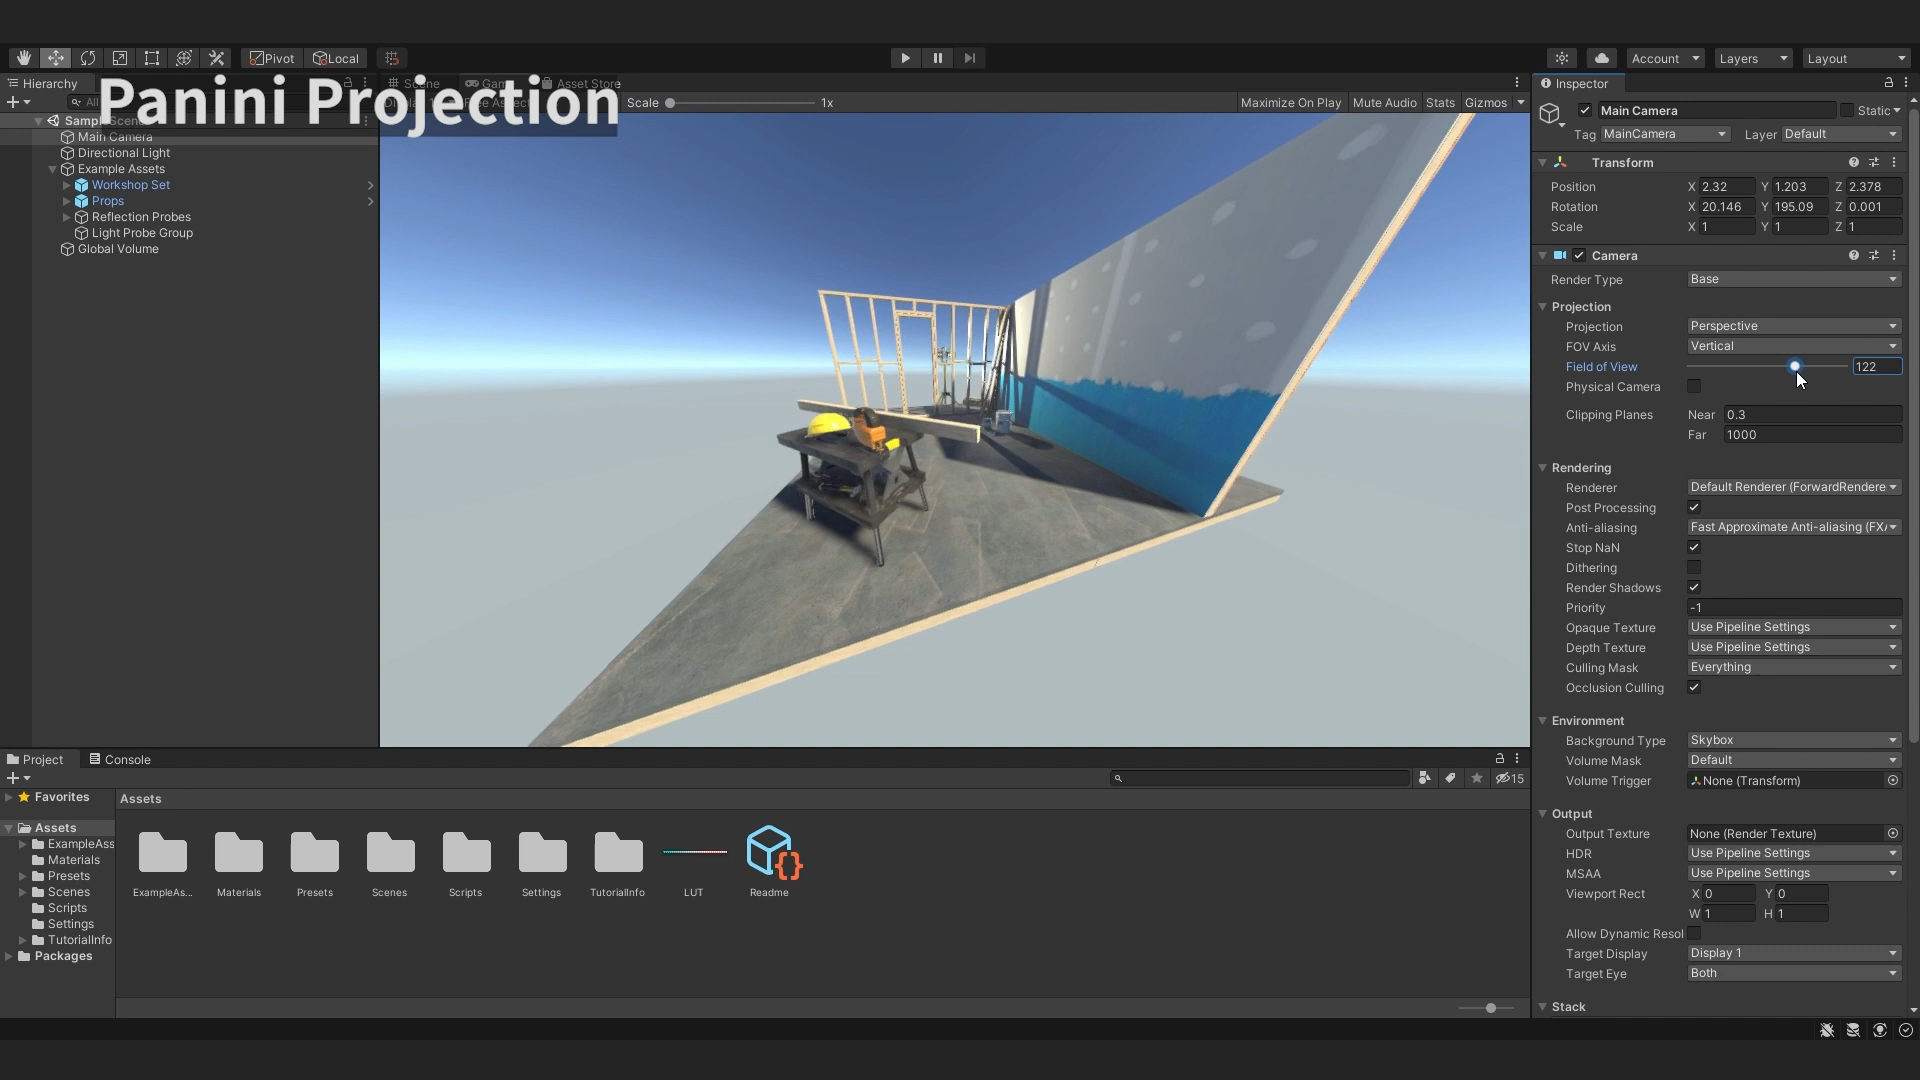 Pivot
Local
Account
Layers
Layout
Hierarchy
Panini Projection
Scene
Gam
Asset Store
Inspector
All
Scale
1x
Maximize On Play
Mute Audio
Stats
Gizmos
Main Camera
Static
Tag
MainCamera
Layer
Default
Main Camera
Directional Light
Example Assets
Workshop Set
Props
Reflection Probes
Light Probe Group
Global Volume
Transform
Position
X 2.32
Y 1.203
Z 2.378
Rotation
X 20.146
Y 195.09
Z 0.001
Scale
X 1
Y 1
Z 1
Camera
Render Type
Base
Projection
Projection
Perspective
FOV Axis
Vertical
Field of View
122
Physical Camera
Clipping Planes
Near 0.3
Far 1000
Rendering
Renderer
Default Renderer (ForwardRendere
Post Processing
Anti-aliasing
Fast Approximate Anti-aliasing (FX
Stop NaN
Dithering
Render Shadows
Priority
-1
Opaque Texture
Use Pipeline Settings
Depth Texture
Use Pipeline Settings
Culling Mask
Everything
Occlusion Culling
Environment
Background Type
Skybox
Volume Mask
Default
Volume Trigger
None (Transform)
Output
Output Texture
None (Render Texture)
HDR
Use Pipeline Settings
MSAA
Use Pipeline Settings
Viewport Rect
X 0
Y 0
W 1
H 1
Allow Dynamic Resol
Target Display
Display 1
Target Eye
Both
Stack
Project
Console
15
Favorites
Assets
ExampleAss
Materials
Presets
Scenes
Scripts
Settings
TutorialInfo
Packages
Assets
ExampleAs...
Materials
Presets
Scenes
Scripts
Settings
TutorialInfo
LUT
Readme